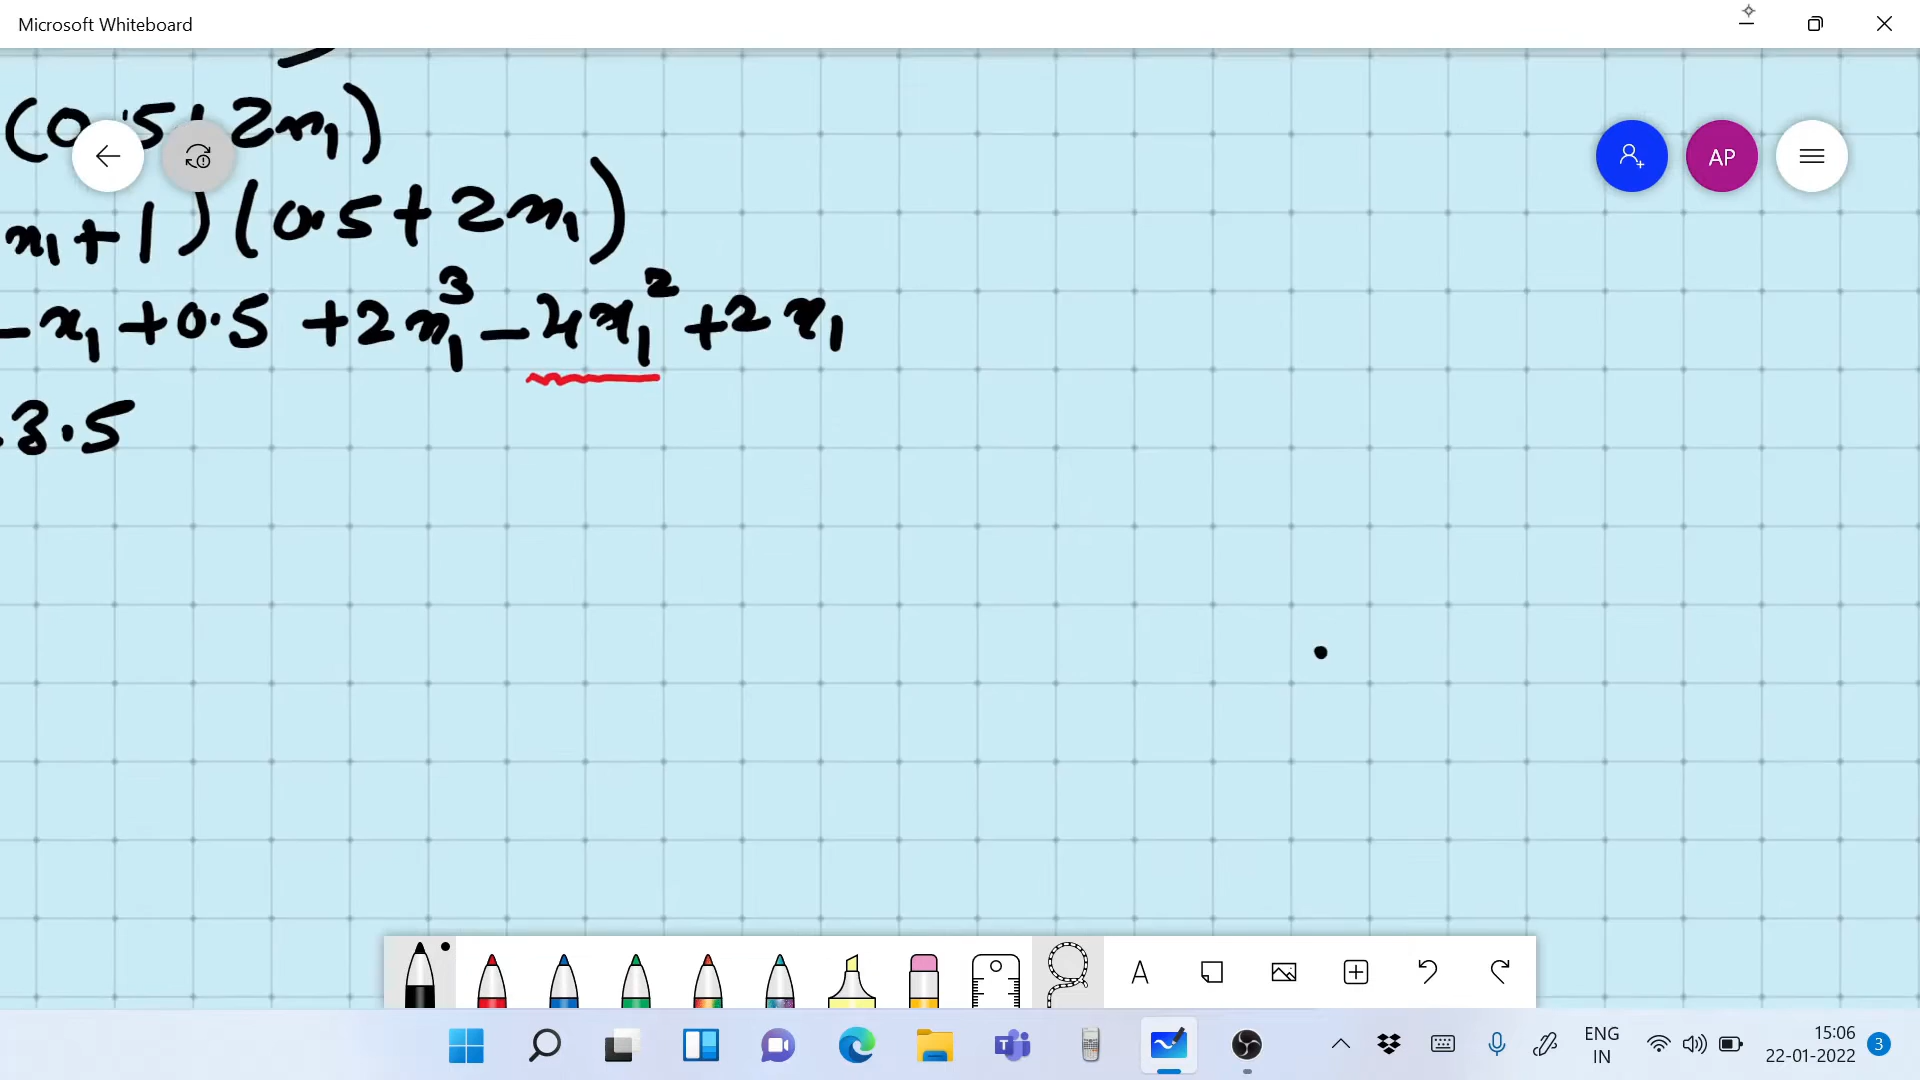 Microsoft Whiteboard
(0.5+2x₁)
AP
x₁+1)(0.5+2x₁)
-x₁+0.5+2x₁³-4x₁²+2x₁
3.5
A
T
ENG
IN
15:06
22-01-2022
3